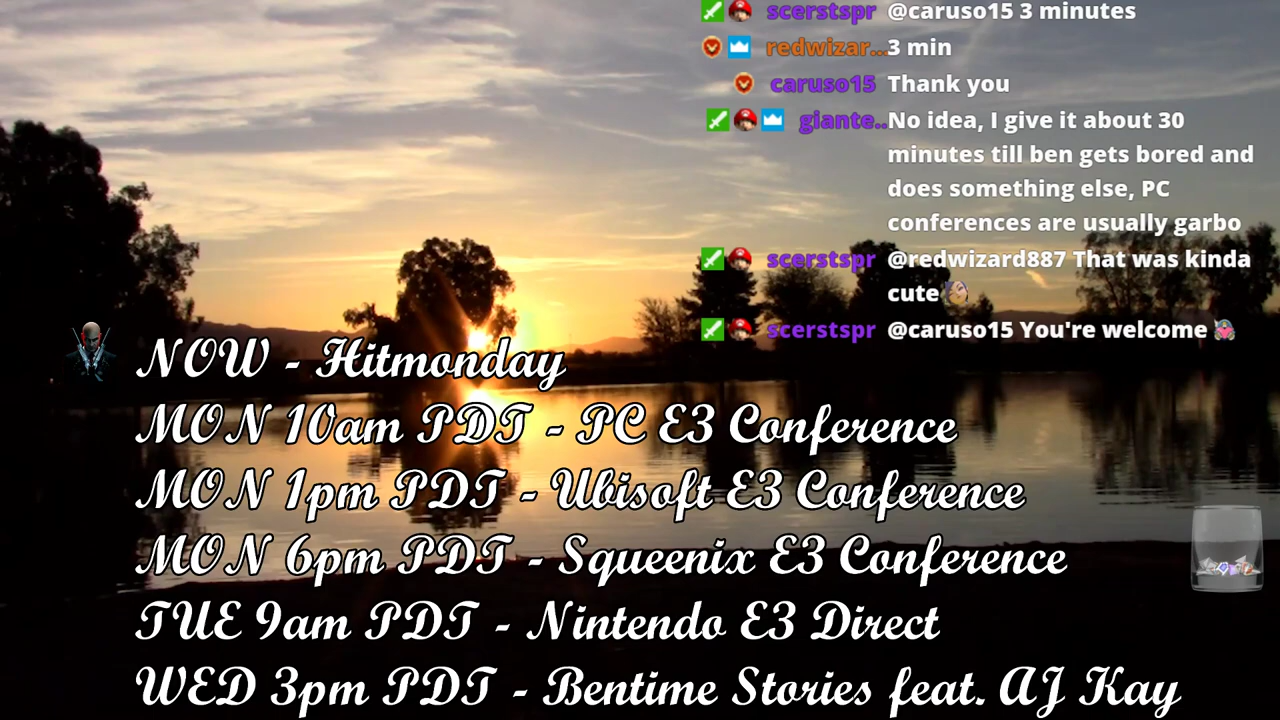 scerstspr @caruso15 3 minutes
redwizar... 3 min
caruso15 Thank you
giante.. No idea, I give it about 30
minutes till ben gets bored and
does something else, PC
conferences are usually garbo
scerstspr @redwizard887 That was kinda
cute
scerstspr @caruso15 You're welcome
NOW - Hitmonday
MON 10am PDT - PC E3 Conference
MON 1pm PDT - Ubisoft E3 Conference
MON 6pm PDT - Squeenix E3 Conference
TUE 9am PDT - Nintendo E3 Direct
WED 3pm PDT - Bentime Stories feat. AJ Kay